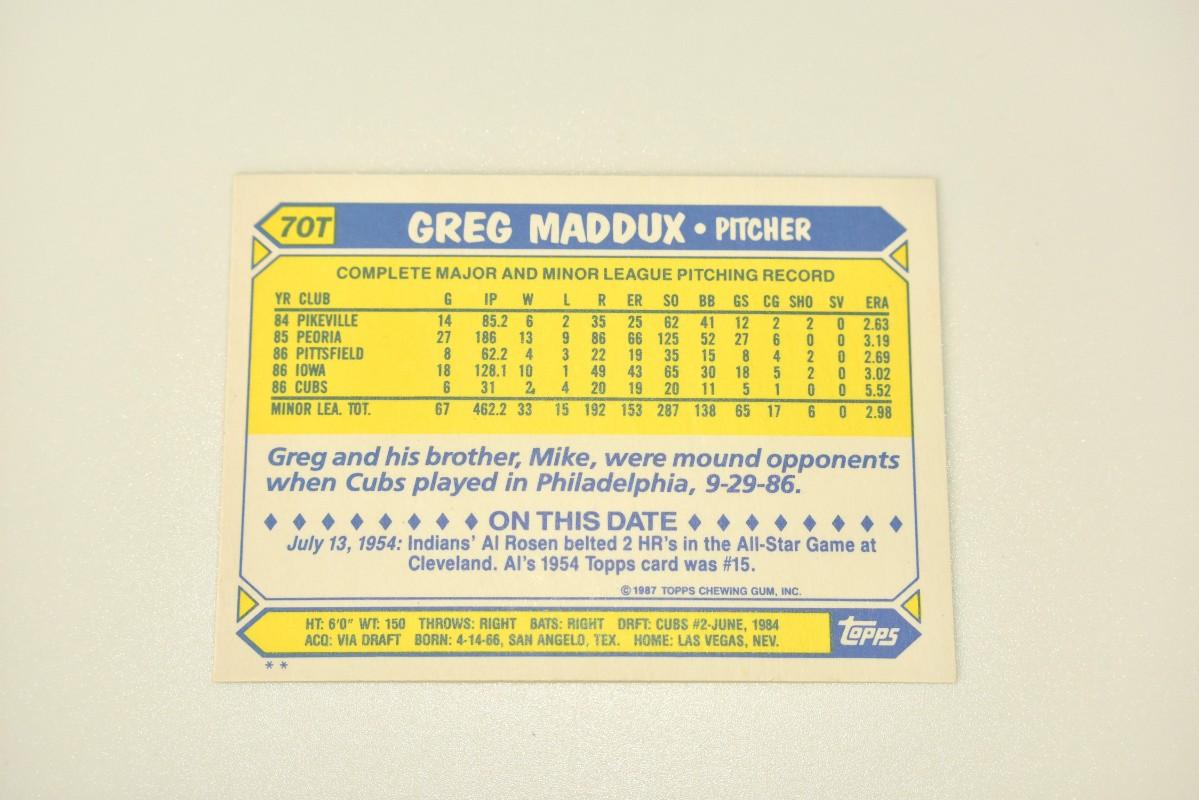 70T GREG MADDUX • PITCHER
COMPLETE MAJOR AND MINOR LEAGUE PITCHING RECORD
YR CLUB G IP W L R ER SO BB GS CG SHO SV ERA
84 PIKEVILLE 14 85.2 6 2 35 25 62 41 12 2 2 0 2.63
85 PEORIA 27 186 13 9 86 66 125 52 27 6 0 0 3.19
86 PITTSFIELD 8 62.2 4 3 22 19 35 15 8 4 2 0 2.69
86 IOWA 18 128.1 10 1 49 43 65 30 18 5 2 0 3.02
86 CUBS 6 31 2 4 20 19 20 11 5 1 0 0 5.52
MINOR LEA. TOT. 67 462.2 33 15 192 153 287 138 65 17 6 0 2.98
Greg and his brother, Mike, were mound opponents
when Cubs played in Philadelphia, 9-29-86.
♦ ♦ ♦ ♦ ♦ ♦ ♦ ♦ ON THIS DATE ♦ ♦ ♦ ♦ ♦ ♦ ♦ ♦
July 13, 1954: Indians' Al Rosen belted 2 HR's in the All-Star Game at
Cleveland. Al's 1954 Topps card was #15.
© 1987 TOPPS CHEWING GUM, INC.
HT: 6'0" WT: 150 THROWS: RIGHT BATS: RIGHT DRFT: CUBS #2-JUNE, 1984
ACQ: VIA DRAFT BORN: 4-14-66, SAN ANGELO, TEX. HOME: LAS VEGAS, NEV.
topps
* *